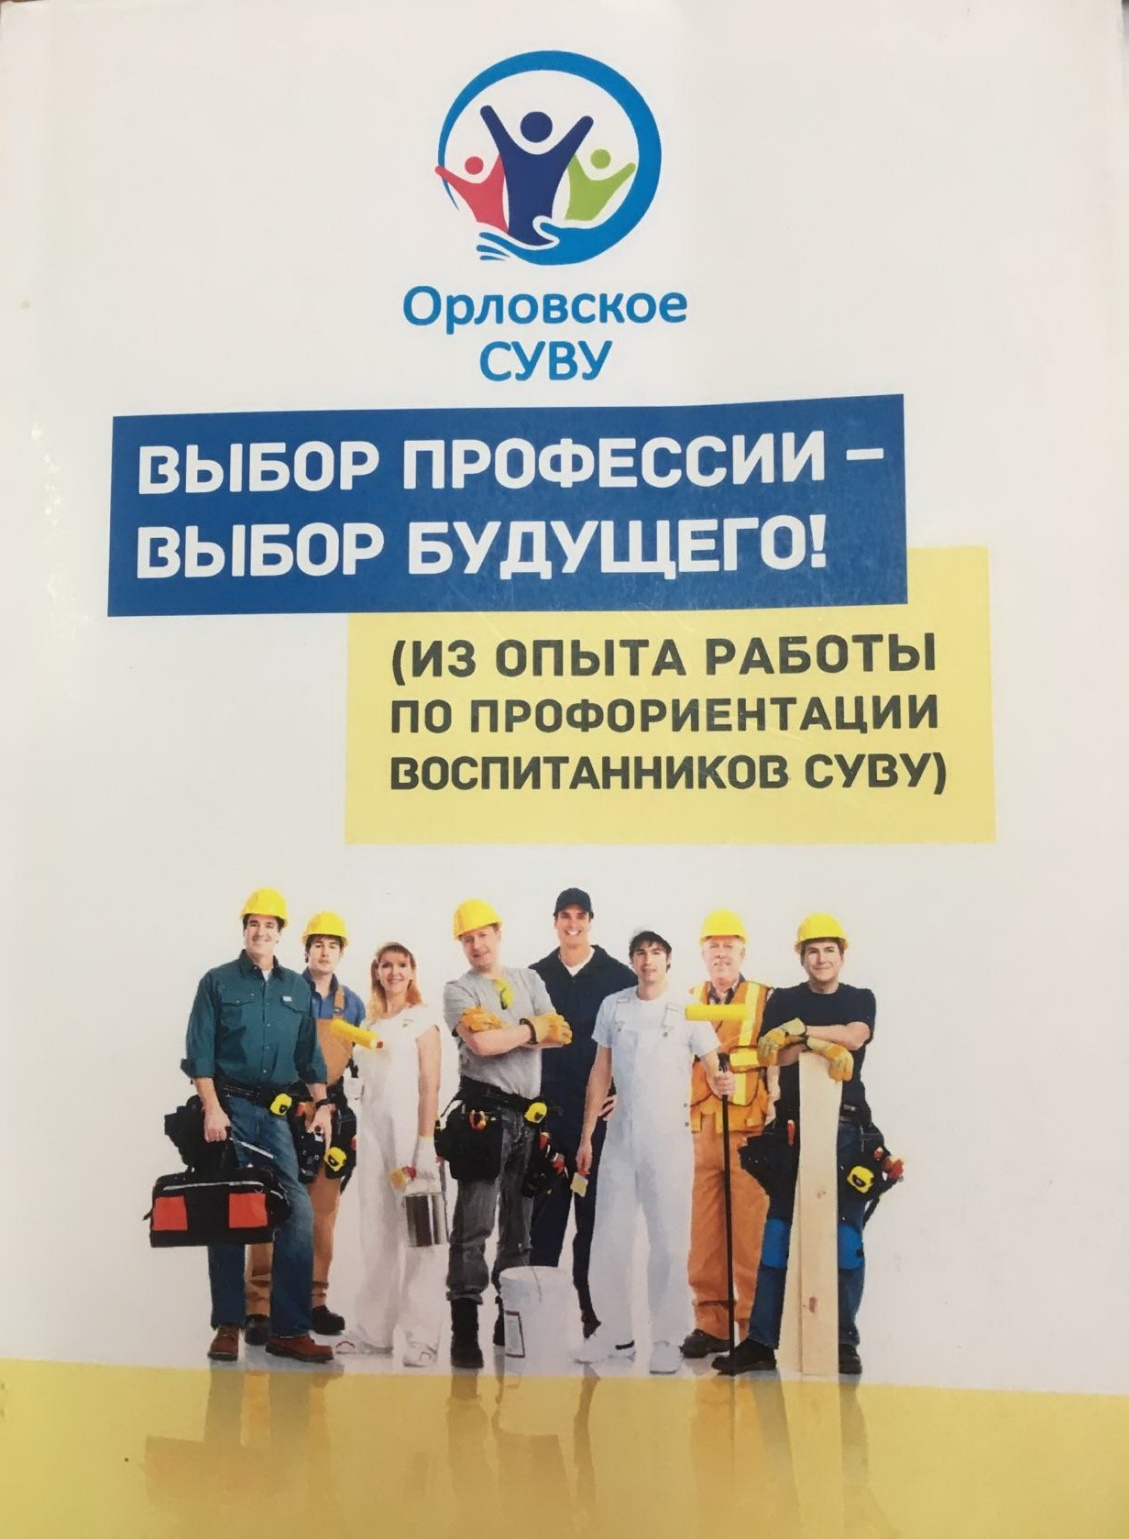 Орловское
СУВУ
ВЫБОР ПРОФЕССИИ –
ВЫБОР БУДУЩЕГО!
(ИЗ ОПЫТА РАБОТЫ
ПО ПРОФОРИЕНТАЦИИ
ВОСПИТАННИКОВ СУВУ)